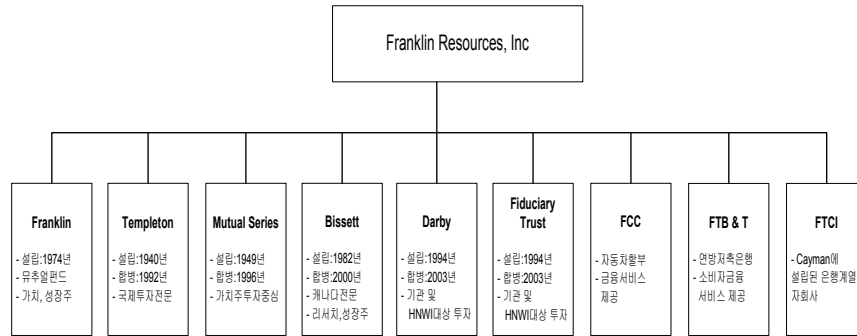 Franklin Resources, Inc
Franklin
- 설립:1974년
- 뮤추얼펀드
- 가치, 성장주
Templeton
- 설립:1940년
- 합병:1992년
- 국제투자전문
Mutual Series
- 설립:1949년
- 합병:1996년
- 가치주투자중심
Bissett
- 설립:1982년
- 합병:2000년
- 캐나다전문
- 리서치,성장주
Darby
- 설립:1994년
- 합병:2003년
- 기관 및
HNWI대상 투자
Fiduciary
Trust
- 설립:1994년
- 합병:2003년
- 기관 및
HNWI대상 투자
FCC
- 자동차할부
- 금융서비스
제공
FTB & T
- 연방저축은행
- 소비자금융
서비스 제공
FTCI
- Cayman에
설립된 은행계열
자회사